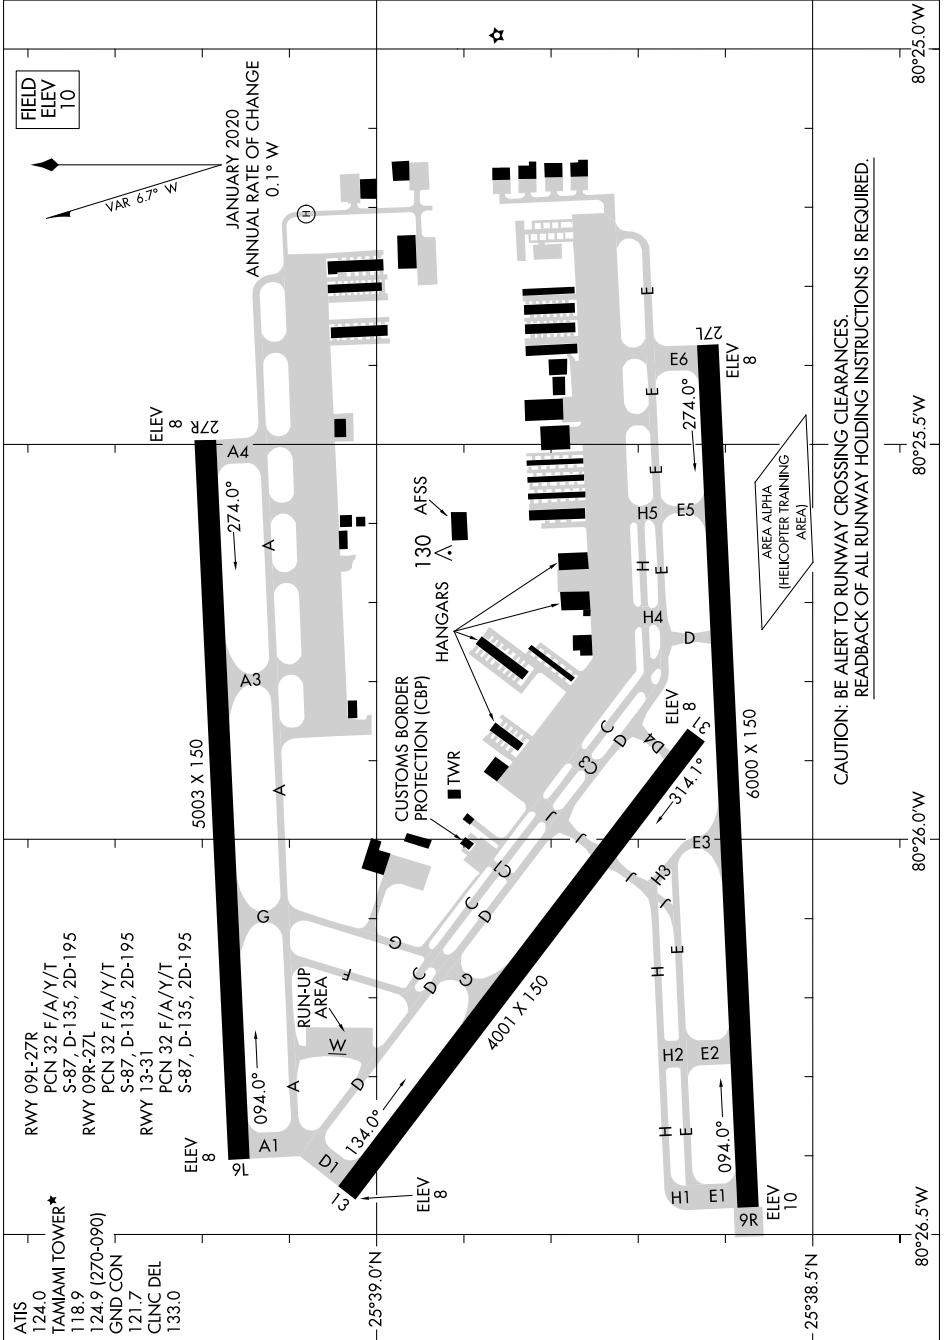 ATIS
124.0
TAMIAMI TOWER★
118.9
124.9 (270-090)
GND CON
121.7
CLNC DEL
133.0
RWY 09L-27R
PCN 32 F/A/Y/T
S-87, D-135, 2D-195
RWY 09R-27L
PCN 32 F/A/Y/T
S-87, D-135, 2D-195
RWY 13-31
PCN 32 F/A/Y/T
S-87, D-135, 2D-195
FIELD
ELEV
10
VAR 6.7° W
JANUARY 2020
ANNUAL RATE OF CHANGE
0.1° W
H
ELEV
8
9L
094.0°
5003 X 150
274.0°
27R
ELEV
8
A1
A
G
A
A3
A
A4
RUN-UP
AREA
W
F
G
D1
D
C
D
G
C
D
C1
J
J
J
J
C3
C
D
D4
13
ELEV
8
134.0°
4001 X 150
314.1°
31
ELEV
8
CUSTOMS BORDER
PROTECTION (CBP)
TWR
HANGARS
130
AFSS
H
H
E
E
H1
E1
H2
E2
H3
E3
D
H4
H
E
H5
E5
E
E
E
E6
9R
ELEV
10
094.0°
6000 X 150
274.0°
27L
ELEV
8
AREA ALPHA
(HELICOPTER TRAINING
AREA)
CAUTION: BE ALERT TO RUNWAY CROSSING CLEARANCES.
READBACK OF ALL RUNWAY HOLDING INSTRUCTIONS IS REQUIRED.
25°39.0'N
25°38.5'N
80°26.5'W
80°26.0'W
80°25.5'W
80°25.0'W